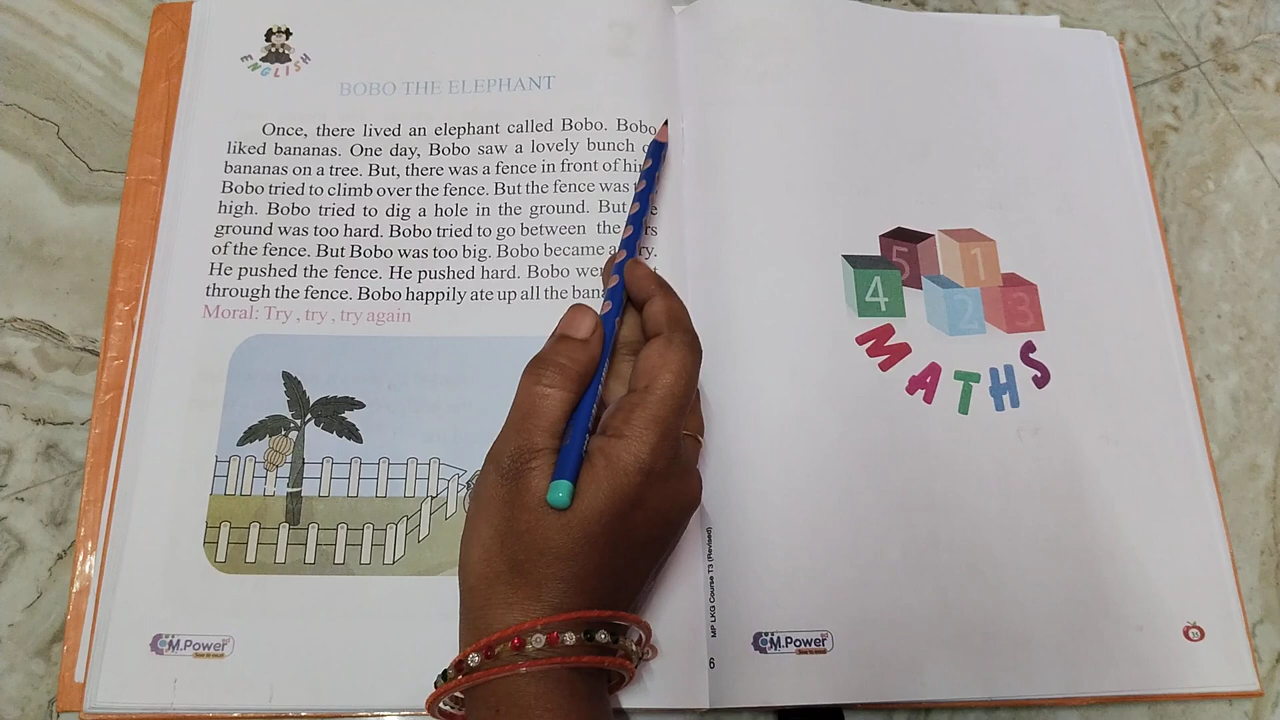 ENGLISH
BOBO THE ELEPHANT
Once, there lived an elephant called Bobo. Bobo
liked bananas. One day, Bobo saw a lovely bunch
bananas on a tree. But, there was a fence in front of
Bobo tried to climb over the fence. But the fence was
high. Bobo tried to dig a hole in the ground. But
ground was too hard. Bobo tried to go between the
of the fence. But Bobo was too big. Bobo became
He pushed the fence. He pushed hard. Bobo
through the fence. Bobo happily ate up all the
Moral: Try , try , try again
M.Power
5 1
4 2 3
MATHS
MP LKG Course T3 (Revised)
6
M.Power